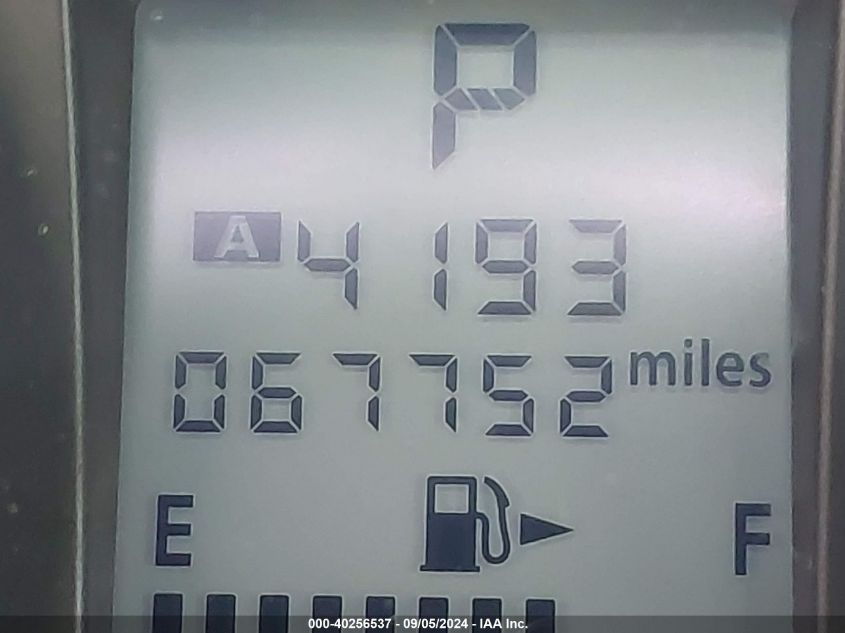 P
A 4193
067752 miles
E F
000-40256537 - 09/05/2024 - IAA Inc.